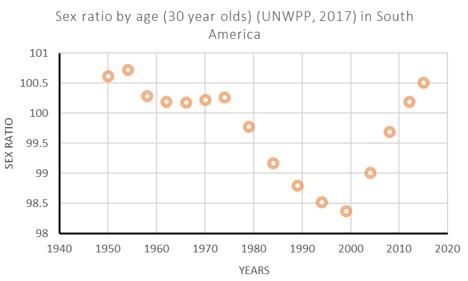 Sex ratio by age (30 year olds) (UNWPP, 2017) in South
America
101
100.5
100
99.5
99
98.5
98
SEX RATIO
1940 1950 1960 1970 1980 1990 2000 2010 2020
YEARS